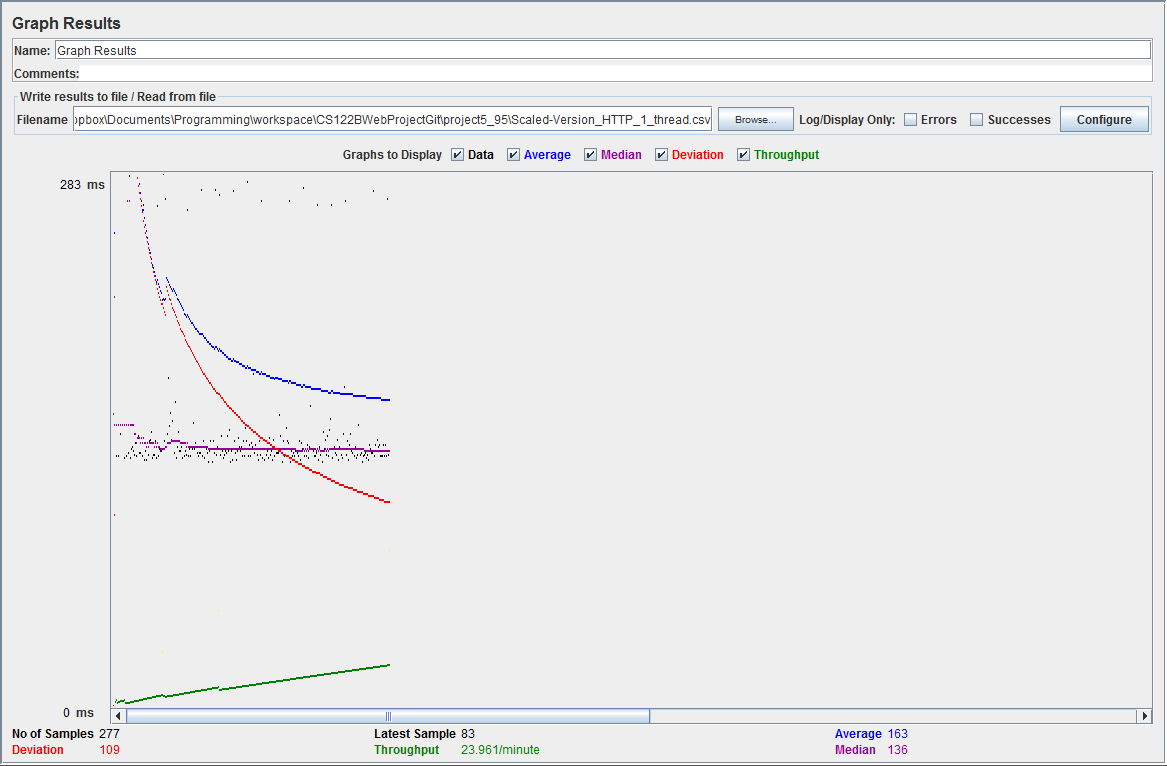 Graph Results
Name: Graph Results
Comments:
Write results to file / Read from file
Filename opbox\Documents\Programming\workspace\CS122BWebProjectGit\project5_95\Scaled-Version_HTTP_1_thread.csv Browse... Log/Display Only: Errors Successes Configure
Graphs to Display Data Average Median Deviation Throughput
283 ms
0 ms
No of Samples 277 Latest Sample 83 Average 163
Deviation 109 Throughput 23.961/minute Median 136